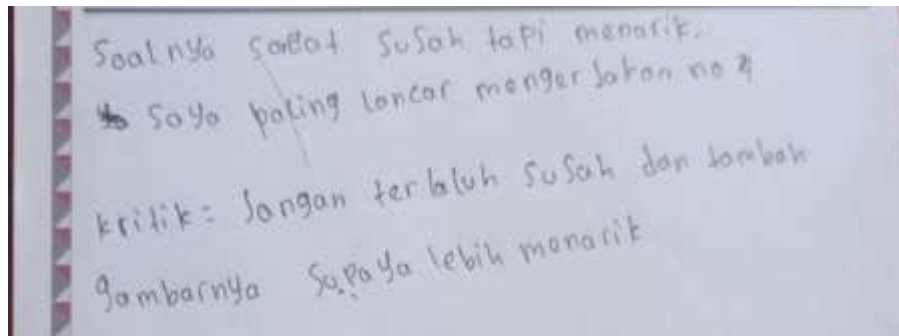 Soalnya sangat susah tapi menarik.
Saya paling lancar mengerjakan no 4
kritik: Jangan terlaluh susah dan tambah
gambarnya supaya lebih menarik